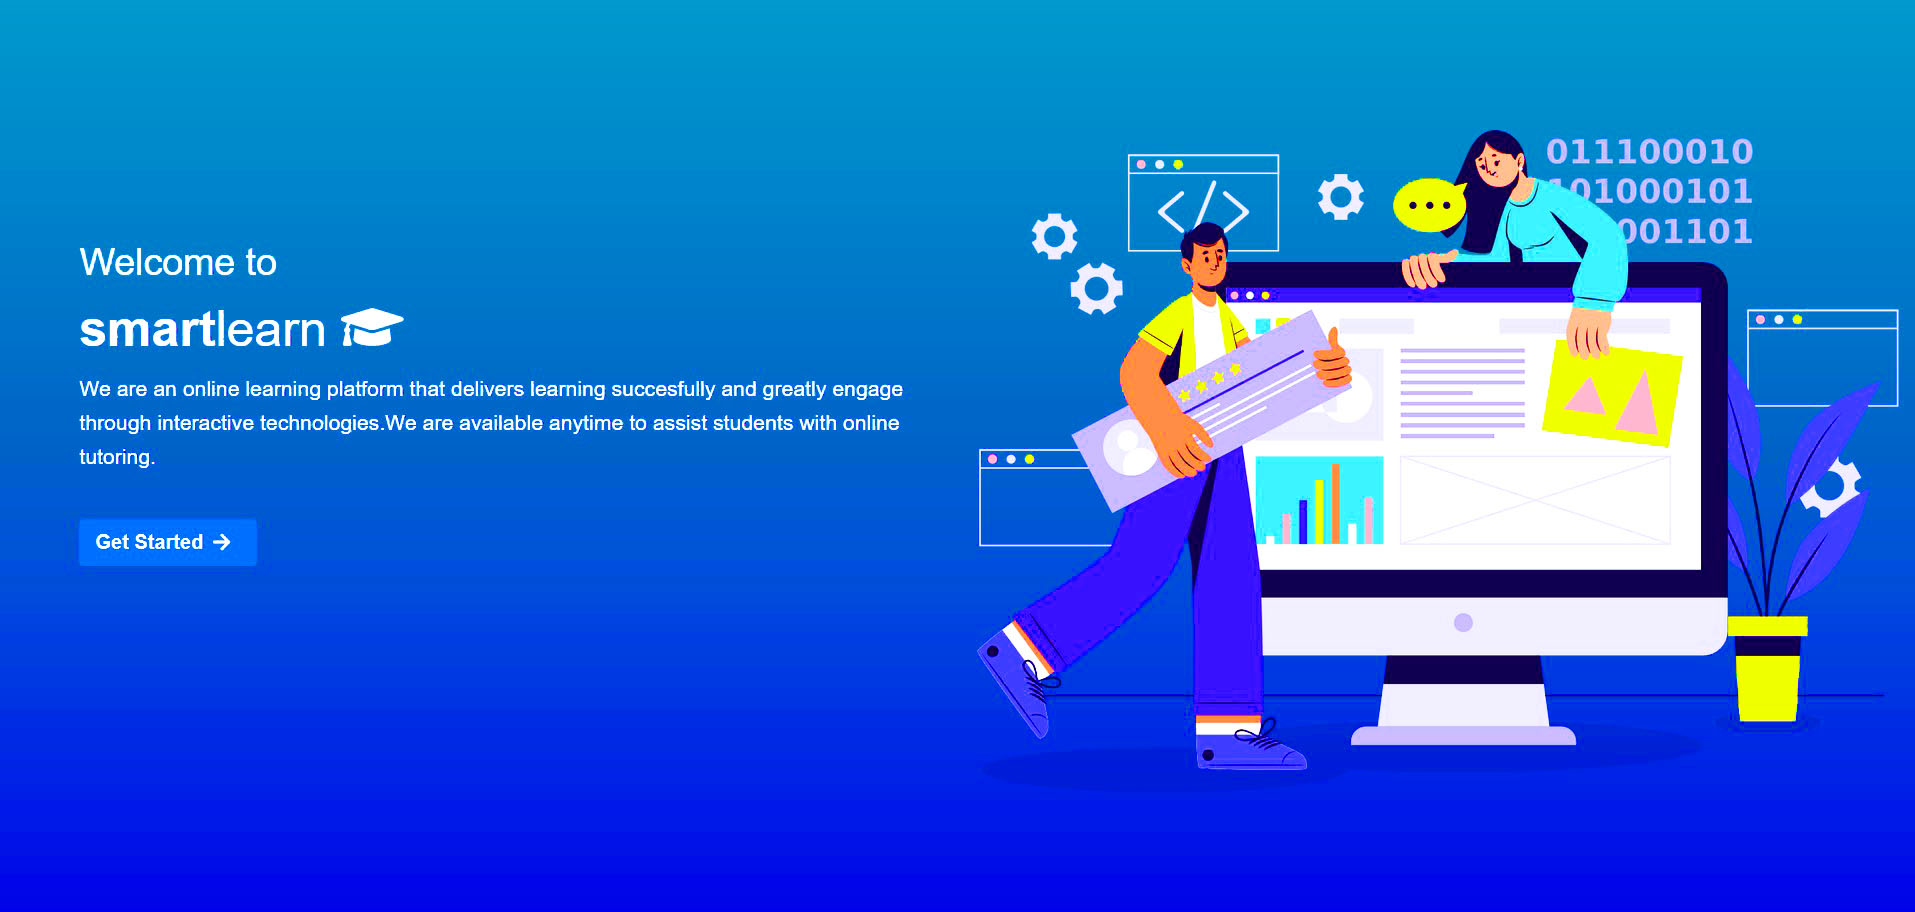 Welcome to
smartlearn
We are an online learning platform that delivers learning succesfully and greatly engage
through interactive technologies.We are available anytime to assist students with online
tutoring.
Get Started
011100010
101000101
001101